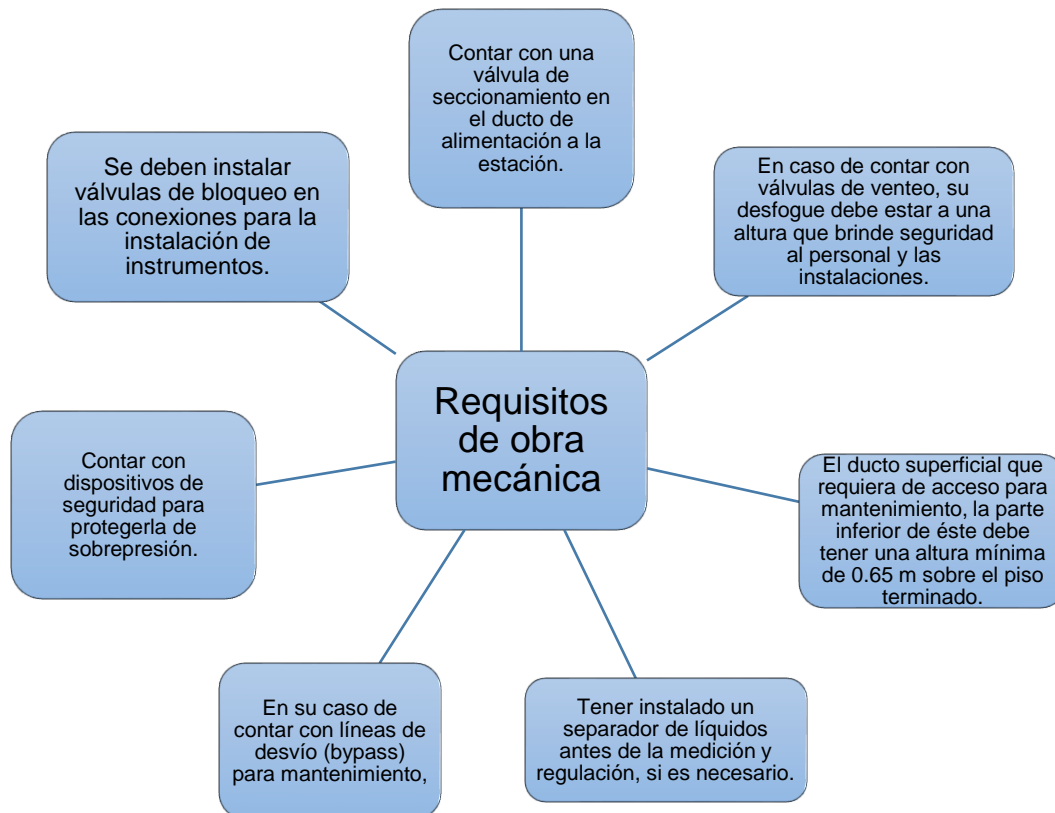 Contar con una
válvula de
seccionamiento en
el ducto de
alimentación a la
estación.
En caso de contar con
válvulas de venteo, su
desfogue debe estar a una
altura que brinde seguridad
al personal y las
instalaciones.
El ducto superficial que
requiera de acceso para
mantenimiento, la parte
inferior de éste debe
tener una altura mínima
de 0.65 m sobre el piso
terminado.
Tener instalado un
separador de líquidos
antes de la medición y
regulación, si es necesario.
En su caso de
contar con líneas de
desvío (bypass)
para mantenimiento,
Contar con
dispositivos de
seguridad para
protegerla de
sobrepresión.
Se deben instalar
válvulas de bloqueo en
las conexiones para la
instalación de
instrumentos.
Requisitos
de obra
mecánica